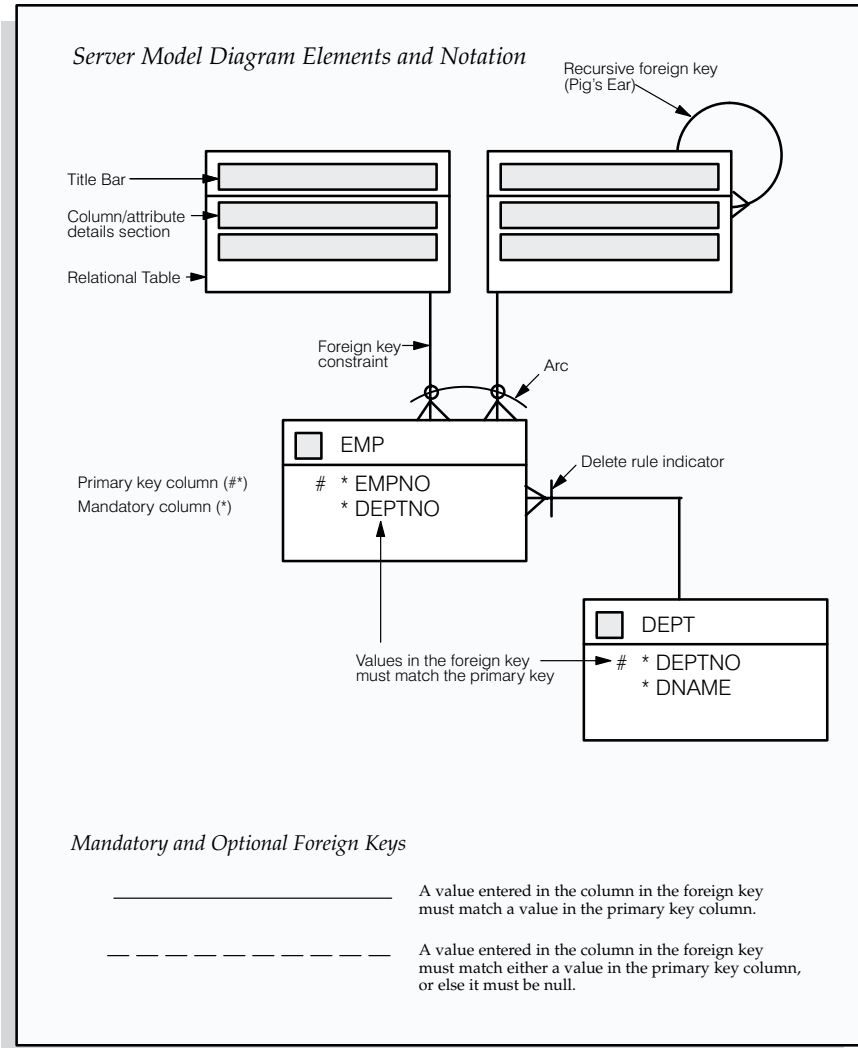 Server Model Diagram Elements and Notation
Recursive foreign key
(Pig's Ear)
Title Bar
Column/attribute
details section
Relational Table
Foreign key
constraint
Arc
EMP
Delete rule indicator
Primary key column (#*)
Mandatory column (*)
# * EMPNO
* DEPTNO
DEPT
Values in the foreign key
must match the primary key
# * DEPTNO
* DNAME
Mandatory and Optional Foreign Keys
A value entered in the column in the foreign key
must match a value in the primary key column.
A value entered in the column in the foreign key
must match either a value in the primary key column,
or else it must be null.